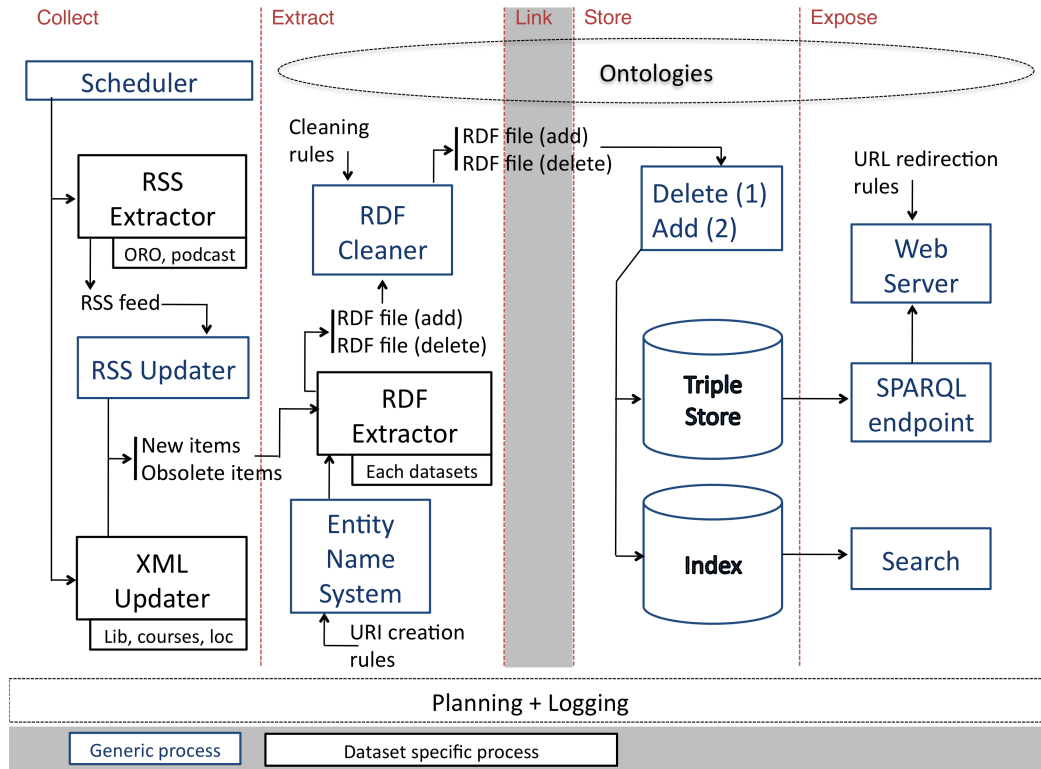 Collect
Extract
Link
Store
Expose
Scheduler
Ontologies
Cleaning
rules
RDF file (add)
RDF file (delete)
URL redirection
rules
RSS
Extractor
ORO, podcast
RDF
Cleaner
Delete (1)
Add (2)
Web
Server
RSS feed
RDF file (add)
RDF file (delete)
RSS Updater
RDF
Extractor
Each datasets
Triple
Store
SPARQL
endpoint
New items
Obsolete items
Entity
Name
System
XML
Updater
Lib, courses, loc
Index
Search
URI creation
rules
Planning + Logging
Generic process
Dataset specific process